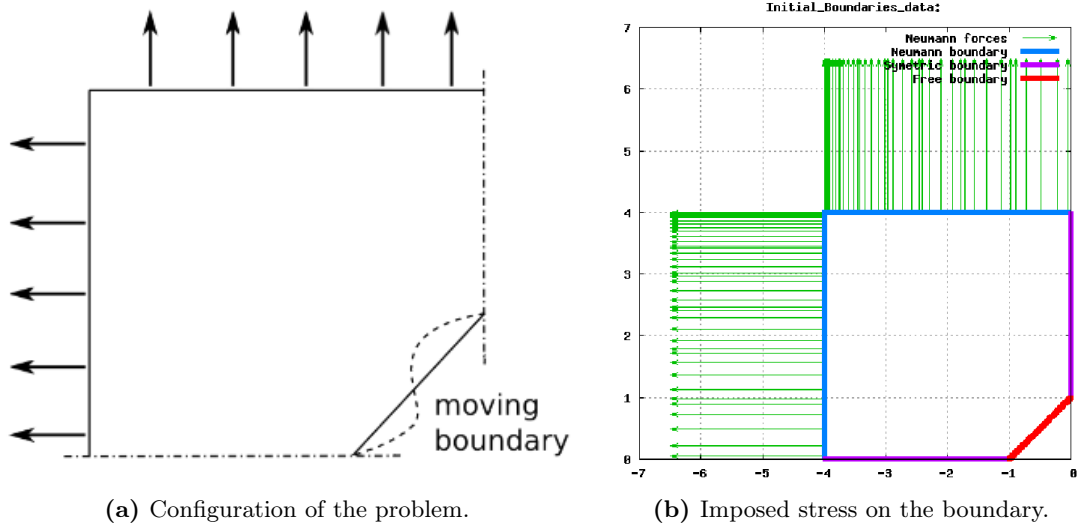 moving
boundary
(a) Configuration of the problem.
Initial_Boundaries_data:
Neumann forces
Neumann boundary
Symetric boundary
Free boundary
7
6
5
4
3
2
1
0
-7 -6 -5 -4 -3 -2 -1 0
(b) Imposed stress on the boundary.